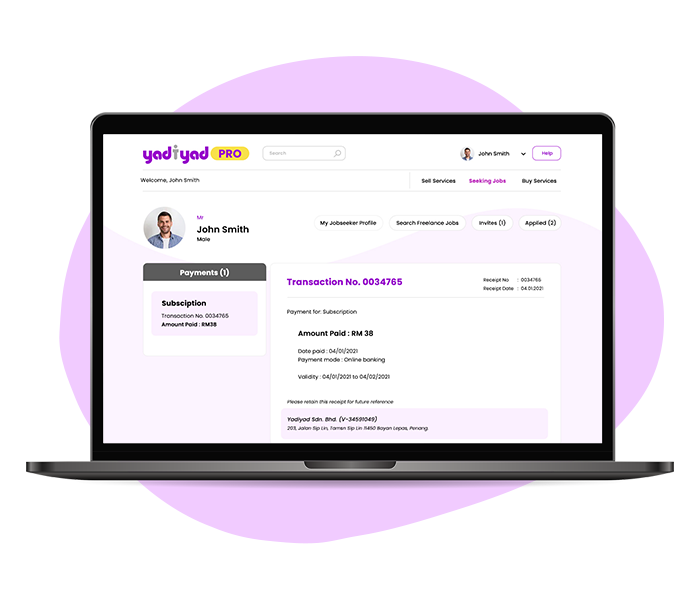 yadiyad PRO
Search
John Smith
Help
Welcome, John Smith
Sell Services
Seeking Jobs
Buy Services
Mr
John Smith
Male
My Jobseeker Profile
Search Freelance Jobs
Invites (1)
Applied (2)
Payments (1)
Subsciption
Transaction No. 0034765
Amount Paid : RM38
Transaction No. 0034765
Receipt No : 0034765
Receipt Date : 04.01.2021
Payment for: Subscription
Amount Paid : RM 38
Date paid : 04/01/2021
Payment mode : Online banking
Validity : 04/01/2021 to 04/02/2021
Please retain this receipt for future reference
Yadiyad Sdn. Bhd. (V-34591049)
203, Jalan Sip Lin, Taman Sip Lin 11450 Bayan Lepas, Penang.